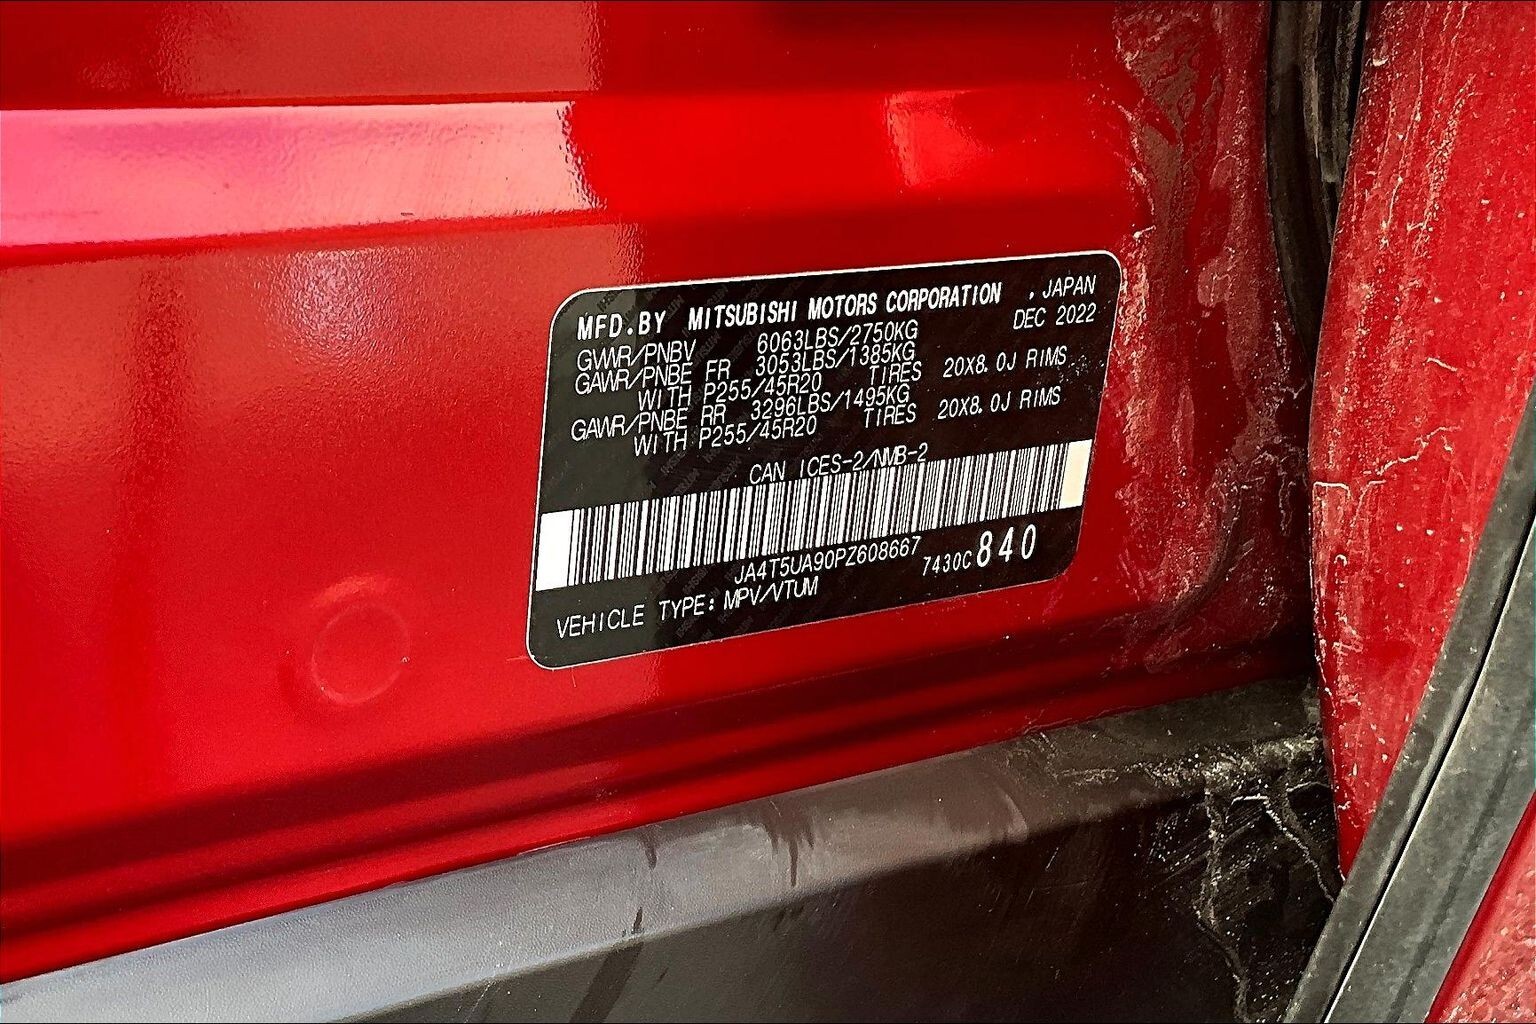 MFD.BY MITSUBISHI MOTORS CORPORATION , JAPAN
DEC 2022
GVWR/PNBV 6063LBS/2750KG
GAWR/PNBE FR 3053LBS/1385KG
WITH P255/45R20 TIRES 20X8.0J RIMS
GAWR/PNBE RR 3296LBS/1495KG
WITH P255/45R20 TIRES 20X8.0J RIMS
CAN ICES-2/NMB-2
JA4T5UA90PZ608667
7430C 840
VEHICLE TYPE: MPV/VTUM